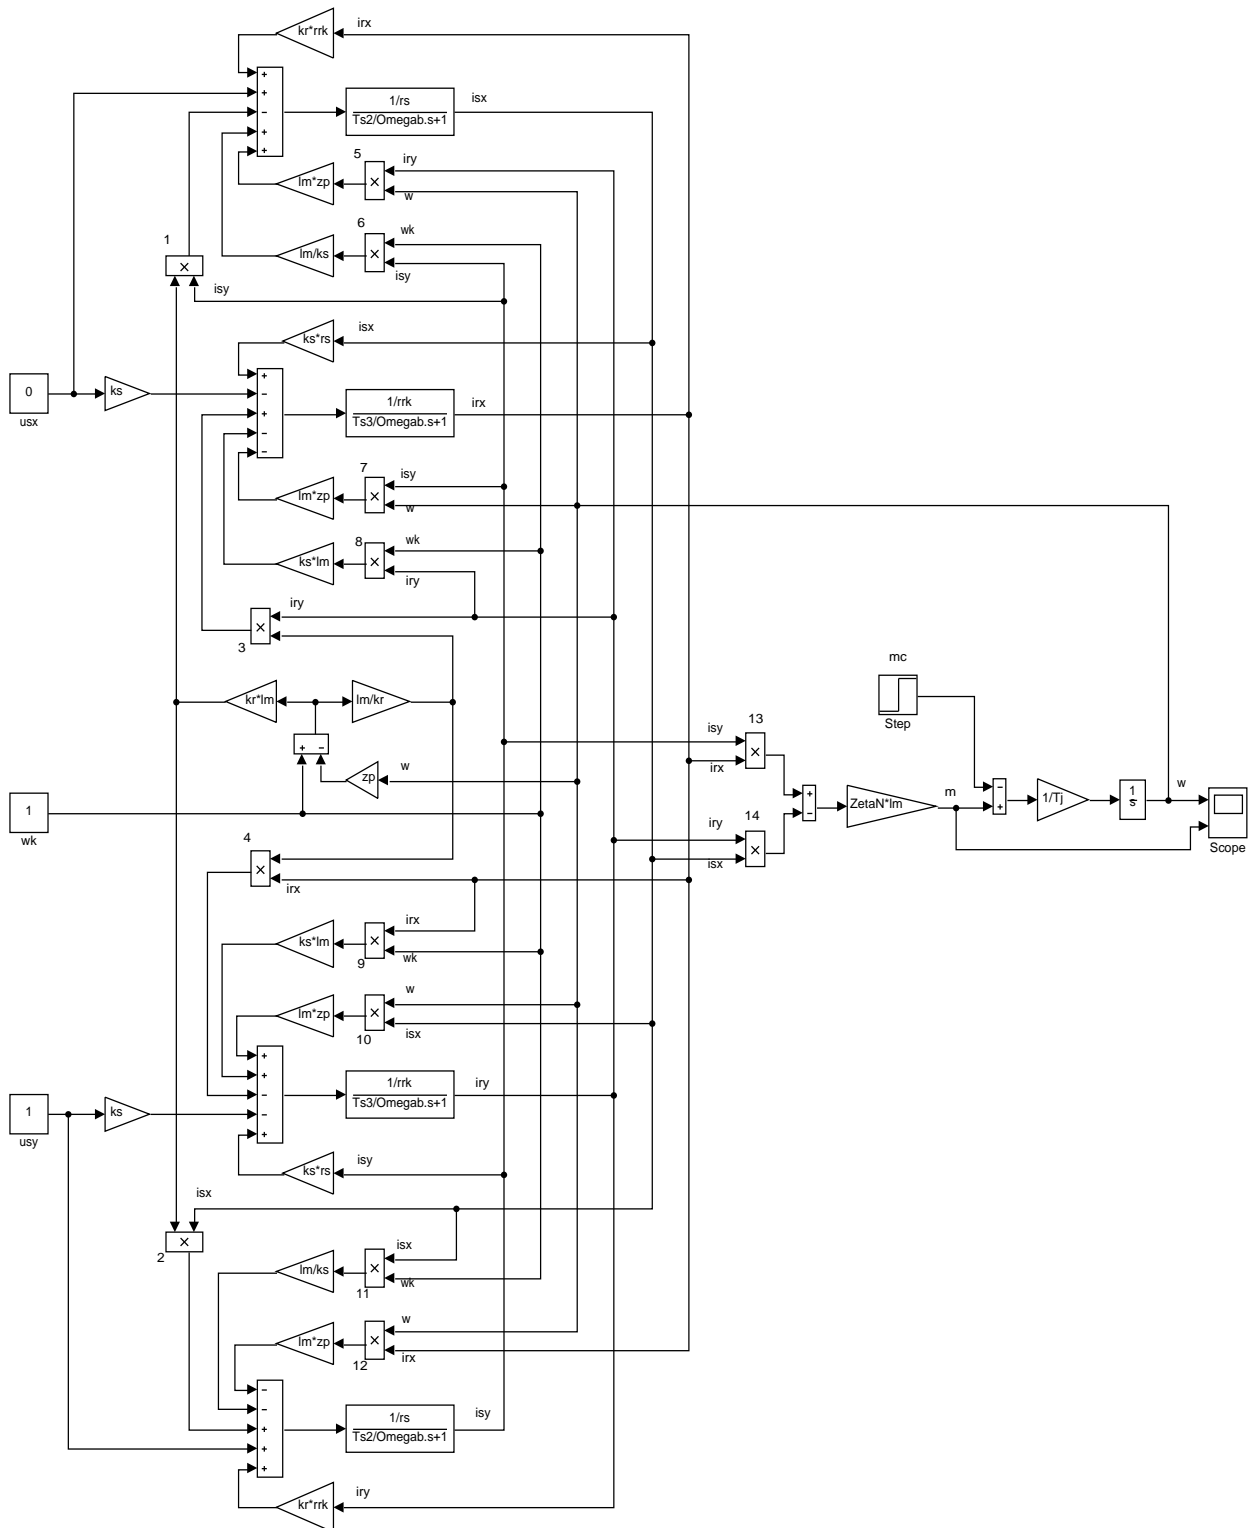 kr*rrk
irx
+
+
−
+
+
1/rs
Ts2/Omegab.s+1
isx
5
iry
lm*zp
×
w
6
wk
lm/ks
×
isy
1
×
isy
ks*rs
isx
0
usx
ks
+
−
+
−
−
1/rrk
Ts3/Omegab.s+1
irx
7
isy
lm*zp
×
w
8
wk
ks*lm
×
iry
iry
×
3
mc
Step
kr*lm
lm/kr
+ −
zp
w
isy
13
×
irx
+
−
ZetaN*lm
m
−
+
1/Tj
1
s
w
Scope
1
wk
iry
14
×
isx
4
×
irx
irx
ks*lm
×
wk
9
w
lm*zp
×
isx
10
+
+
−
−
+
1/rrk
Ts3/Omegab.s+1
iry
1
usy
ks
ks*rs
isy
isx
×
2
isx
lm/ks
×
wk
11
w
lm*zp
×
irx
12
−
−
+
+
+
1/rs
Ts2/Omegab.s+1
isy
kr*rrk
iry